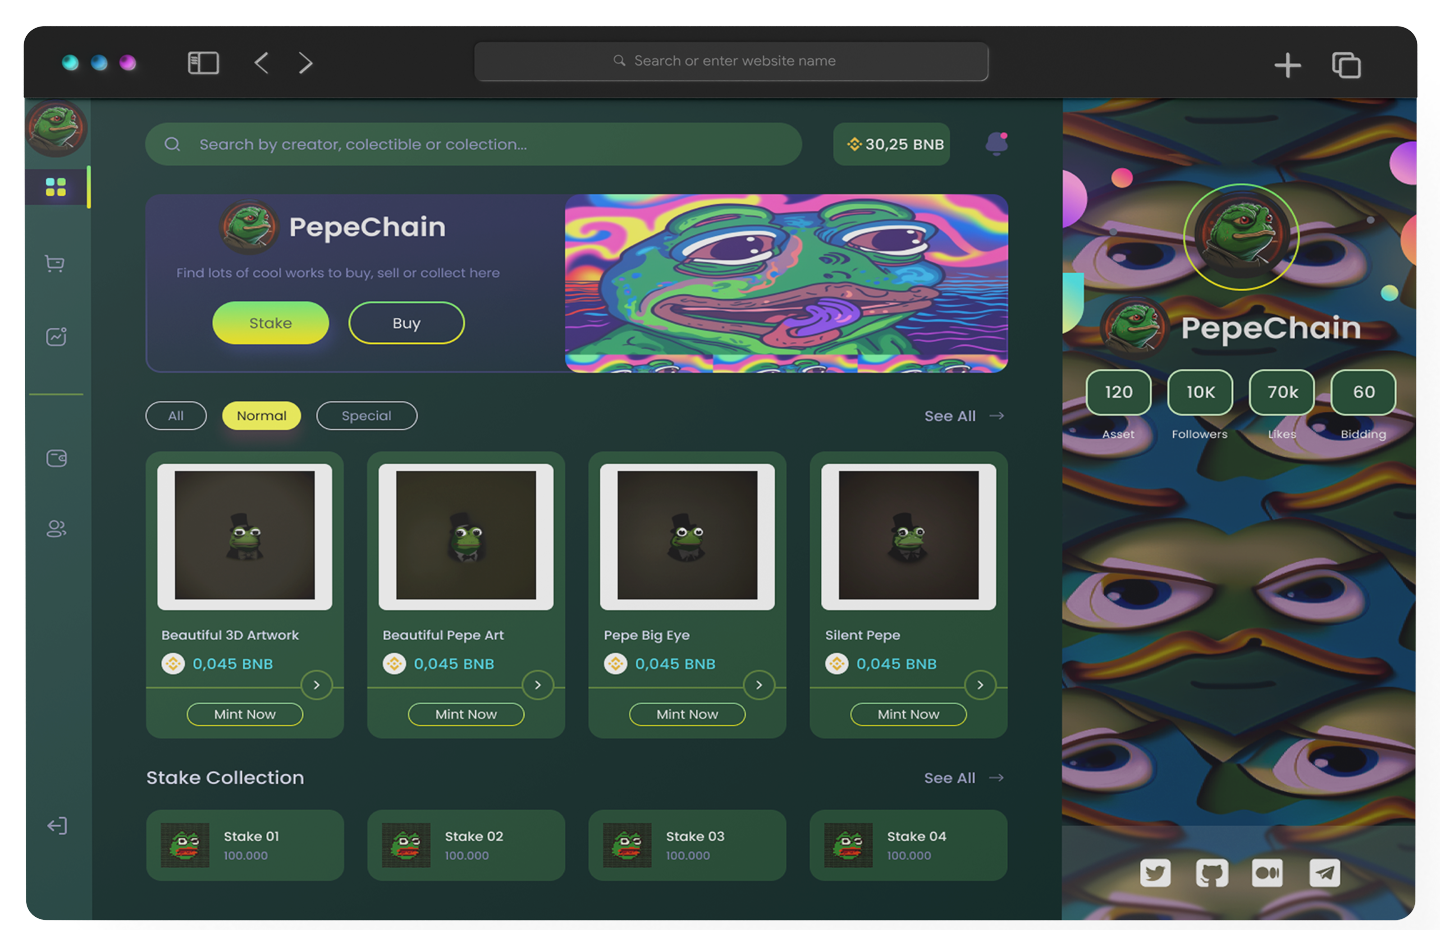 Search or enter website name
Search by creator, colectible or colection...
30,25 BNB
PepeChain
Find lots of cool works to buy, sell or collect here
Stake
Buy
All
Normal
Special
See All
Beautiful 3D Artwork
0,045 BNB
Mint Now
Beautiful Pepe Art
0,045 BNB
Mint Now
Pepe Big Eye
0,045 BNB
Mint Now
Silent Pepe
0,045 BNB
Mint Now
Stake Collection
See All
Stake 01
100.000
Stake 02
100.000
Stake 03
100.000
Stake 04
100.000
PepeChain
120
Asset
10K
Followers
70k
Likes
60
Bidding